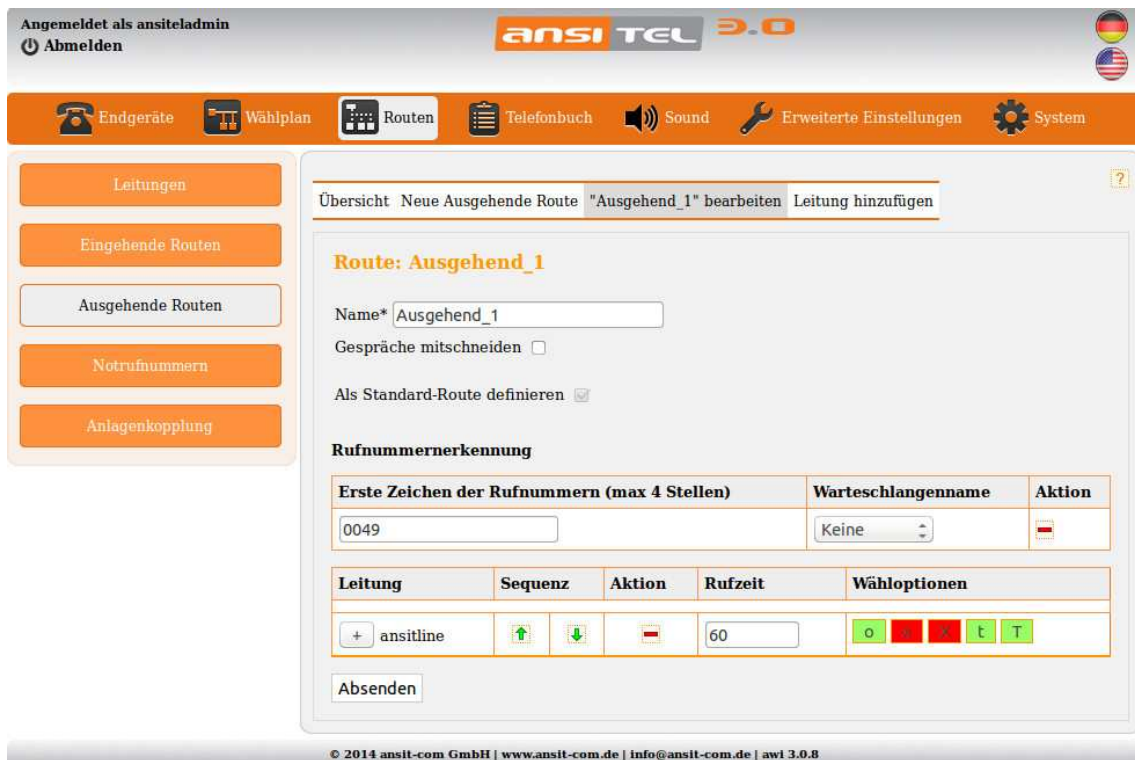 Angemeldet als ansiteladmin
Abmelden
ansi TEL 3.0
Endgeräte Wählplan Routen Telefonbuch Sound Erweiterte Einstellungen System
Leitungen
Eingehende Routen
Ausgehende Routen
Notrufnummern
Anlagenkopplung
?
Übersicht Neue Ausgehende Route "Ausgehend_1" bearbeiten Leitung hinzufügen
Route: Ausgehend_1
Name* Ausgehend_1
Gespräche mitschneiden
Als Standard-Route definieren
Rufnummernerkennung
Erste Zeichen der Rufnummern (max 4 Stellen) Warteschlangenname Aktion
0049 Keine
Leitung Sequenz Aktion Rufzeit Wähloptionen
+ ansitline 60 o a X t T
Absenden
© 2014 ansit-com GmbH | www.ansit-com.de | info@ansit-com.de | awi 3.0.8